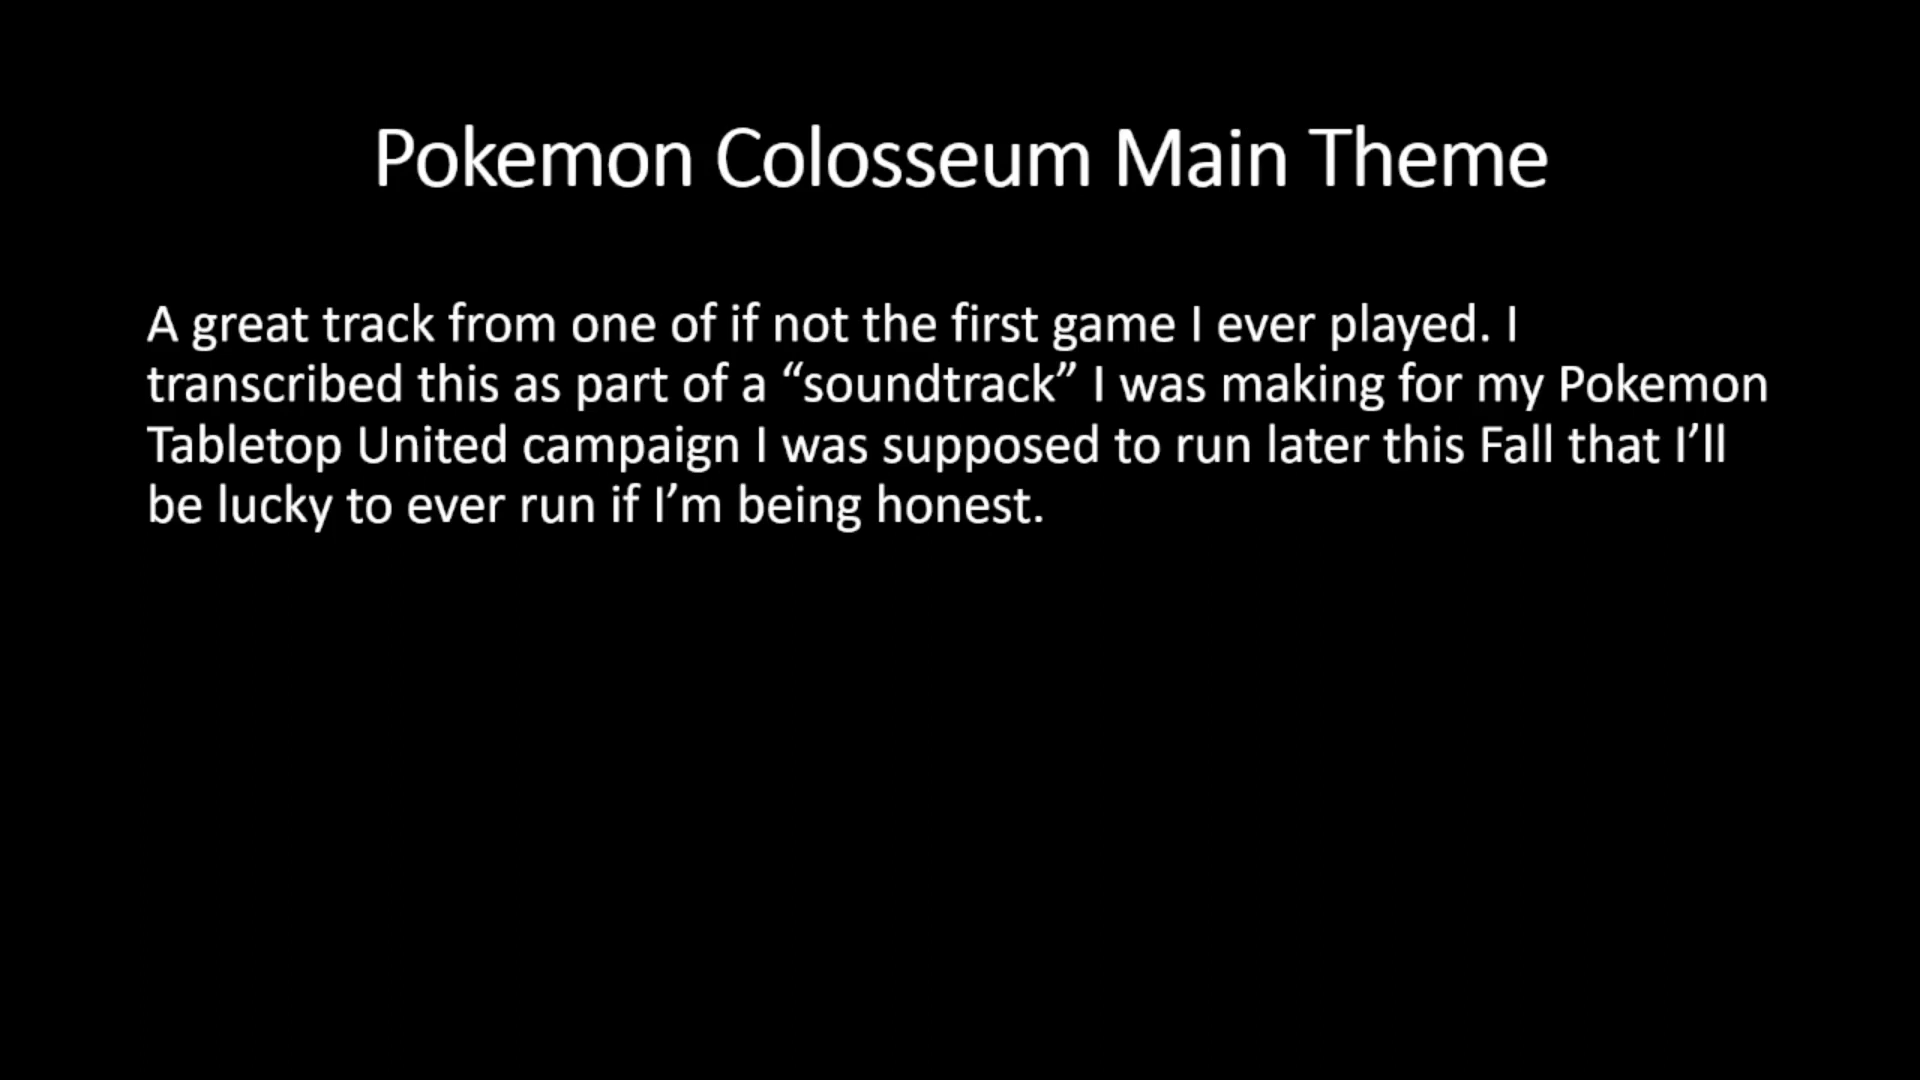 Pokemon Colosseum Main Theme
A great track from one of if not the first game I ever played. I
transcribed this as part of a “soundtrack” I was making for my Pokemon
Tabletop United campaign I was supposed to run later this Fall that I’ll
be lucky to ever run if I’m being honest.